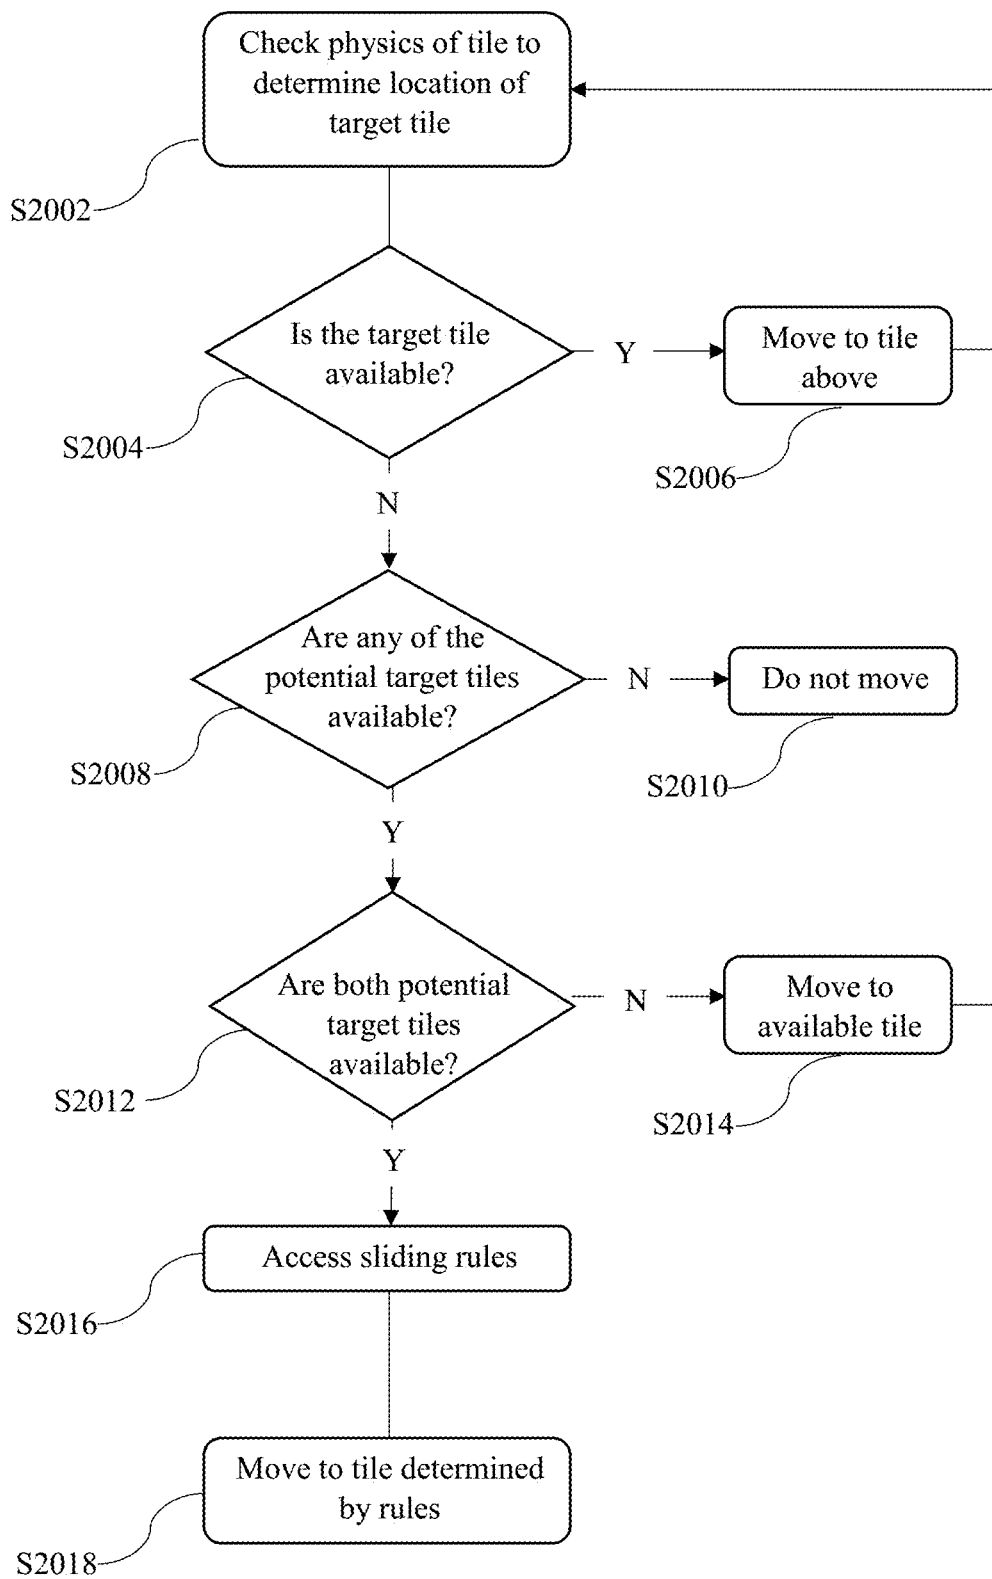 Check physics of tile to
determine location of
target tile
S2002
Is the target tile
available?
Y
Move to tile
above
S2004
S2006
N
Are any of the
potential target tiles
available?
N
Do not move
S2008
S2010
Y
Are both potential
target tiles
available?
N
Move to
available tile
S2012
S2014
Y
Access sliding rules
S2016
Move to tile determined
by rules
S2018